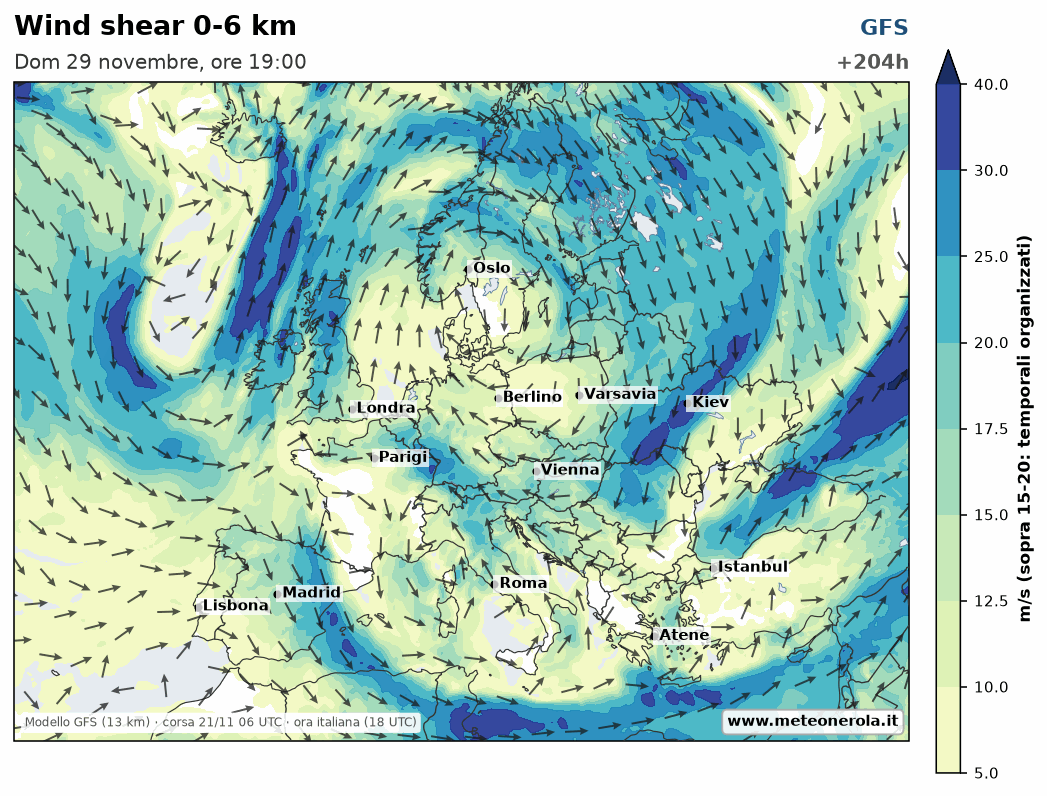 Wind shear 0-6 km
GFS
Dom 29 novembre, ore 19:00
+204h
40.0
30.0
25.0
20.0
17.5
15.0
12.5
10.0
5.0
m/s (sopra 15-20: temporali organizzati)
Oslo
Berlino
Varsavia
Kiev
Londra
Parigi
Vienna
Istanbul
Roma
Madrid
Lisbona
Atene
Modello GFS (13 km) · corsa 21/11 06 UTC · ora italiana (18 UTC)
www.meteonerola.it